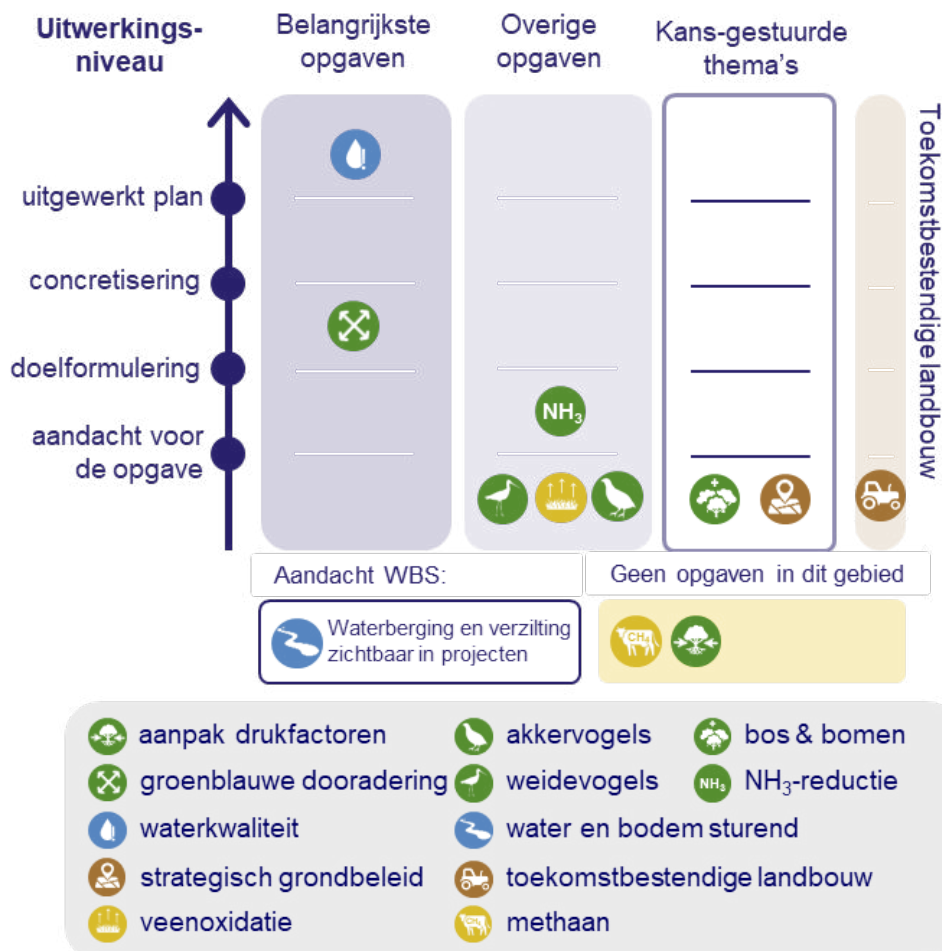 Uitwerkings-
niveau
Belangrijkste
opgaven
Overige
opgaven
Kans-gestuurde
thema's
Toekomstbestendige landbouw
uitgewerkt plan
concretisering
doelformulering
aandacht voor
de opgave
NH₃
Aandacht WBS:
Geen opgaven in dit gebied
Waterberging en verzilting
zichtbaar in projecten
CH₄
aanpak drukfactoren
akkervogels
bos & bomen
groenblauwe dooradering
weidevogels
NH₃
NH₃-reductie
waterkwaliteit
water en bodem sturend
strategisch grondbeleid
toekomstbestendige landbouw
veenoxidatie
CH₄
methaan